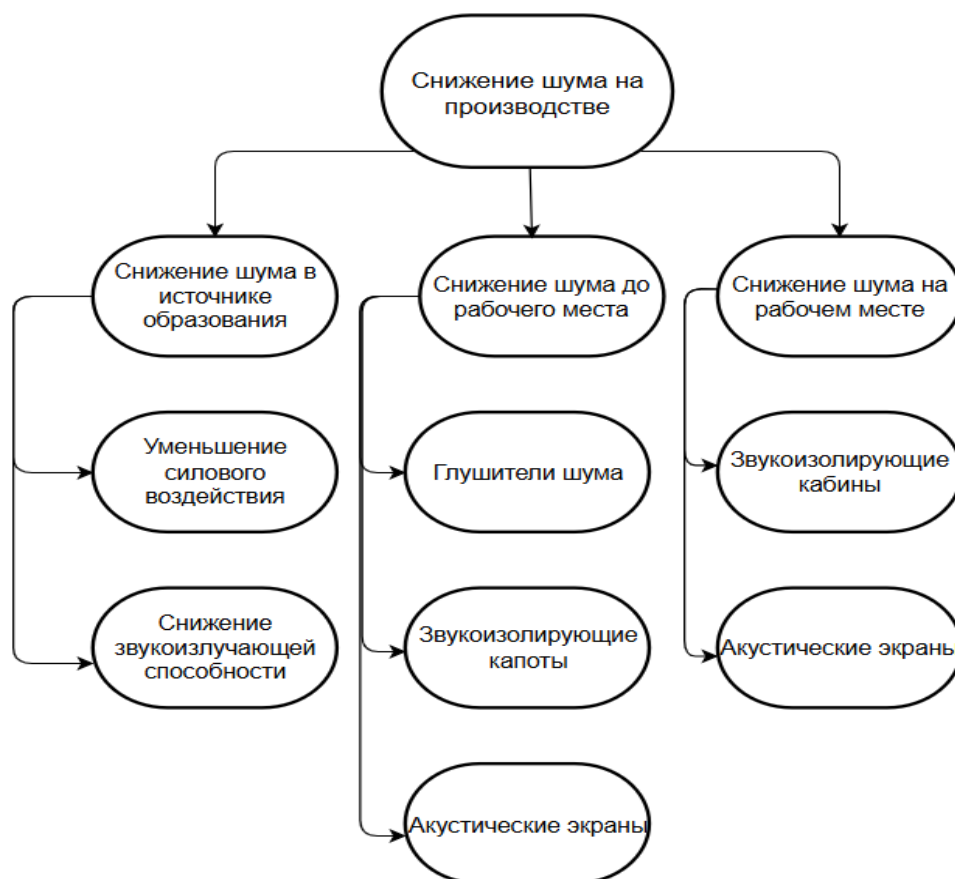 Снижение шума на
производстве
Снижение шума в
источнике
образования
Снижение шума до
рабочего места
Снижение шума на
рабочем месте
Уменьшение
силового
воздействия
Глушители шума
Звукоизолирующие
кабины
Снижение
звукоизлучающей
способности
Звукоизолирующие
капоты
Акустические экраны
Акустические экраны